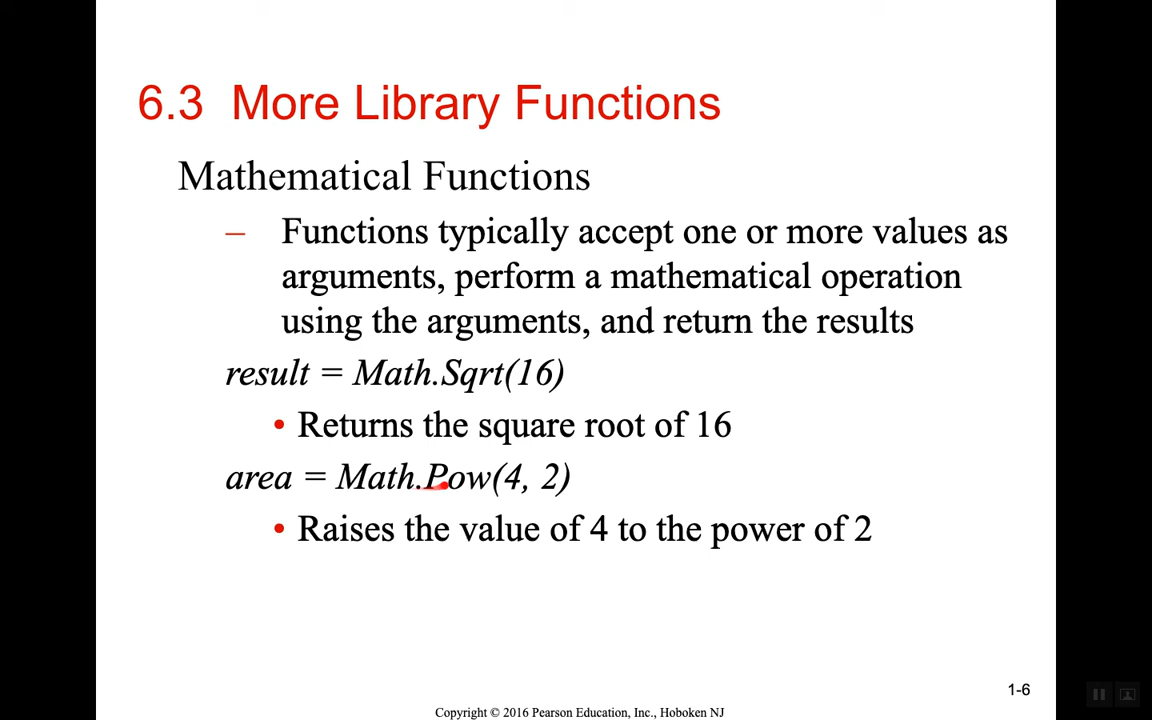 6.3 More Library Functions
Mathematical Functions
– Functions typically accept one or more values as
arguments, perform a mathematical operation
using the arguments, and return the results
result = Math.Sqrt(16)
• Returns the square root of 16
area = Math.Pow(4, 2)
• Raises the value of 4 to the power of 2
1-6
Copyright © 2016 Pearson Education, Inc., Hoboken NJ